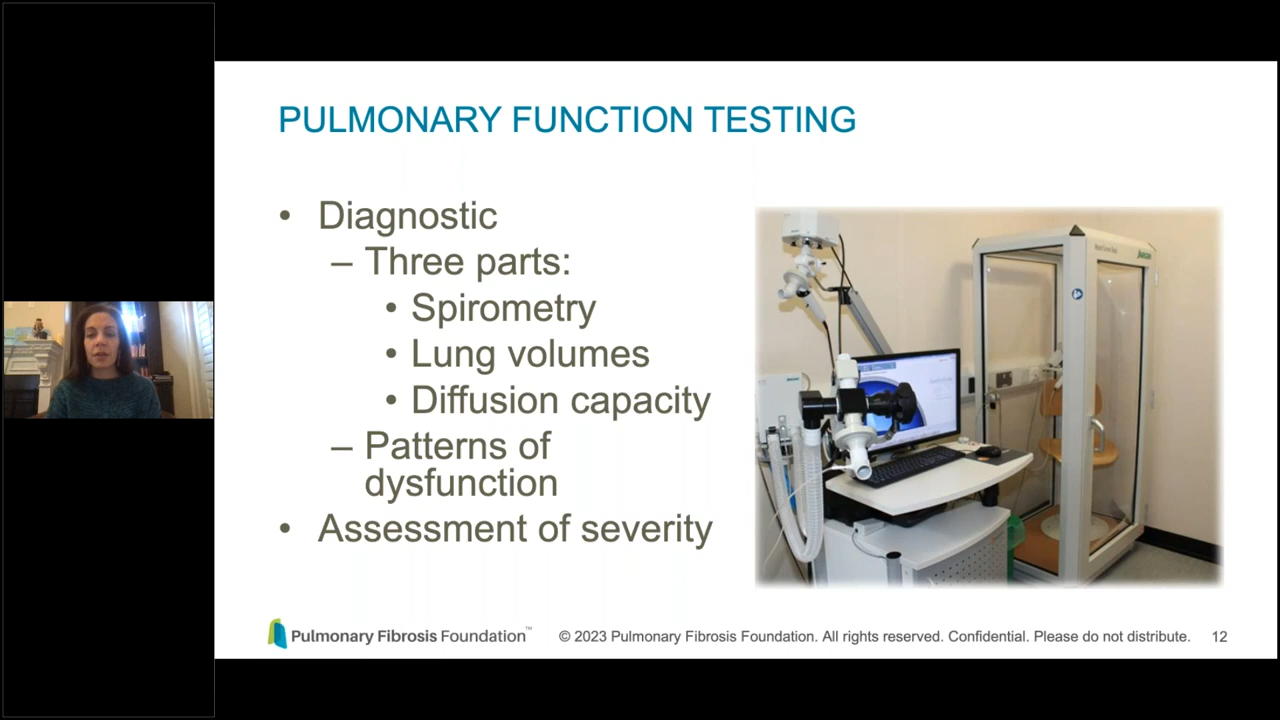 PULMONARY FUNCTION TESTING
• Diagnostic
– Three parts:
• Spirometry
• Lung volumes
• Diffusion capacity
– Patterns of
dysfunction
• Assessment of severity
Pulmonary Fibrosis Foundation™
© 2023 Pulmonary Fibrosis Foundation. All rights reserved. Confidential. Please do not distribute.
12